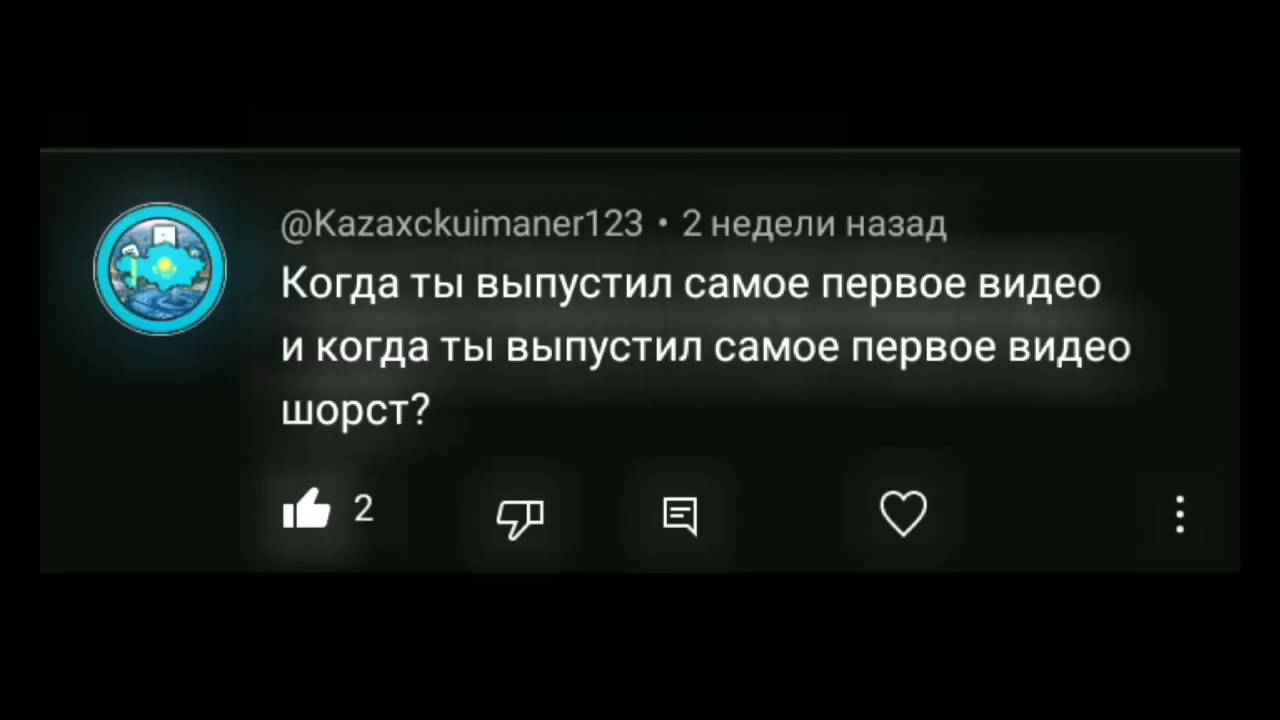 @Kazaxckuimaner123 • 2 недели назад
Когда ты выпустил самое первое видео
и когда ты выпустил самое первое видео
шорст?
2